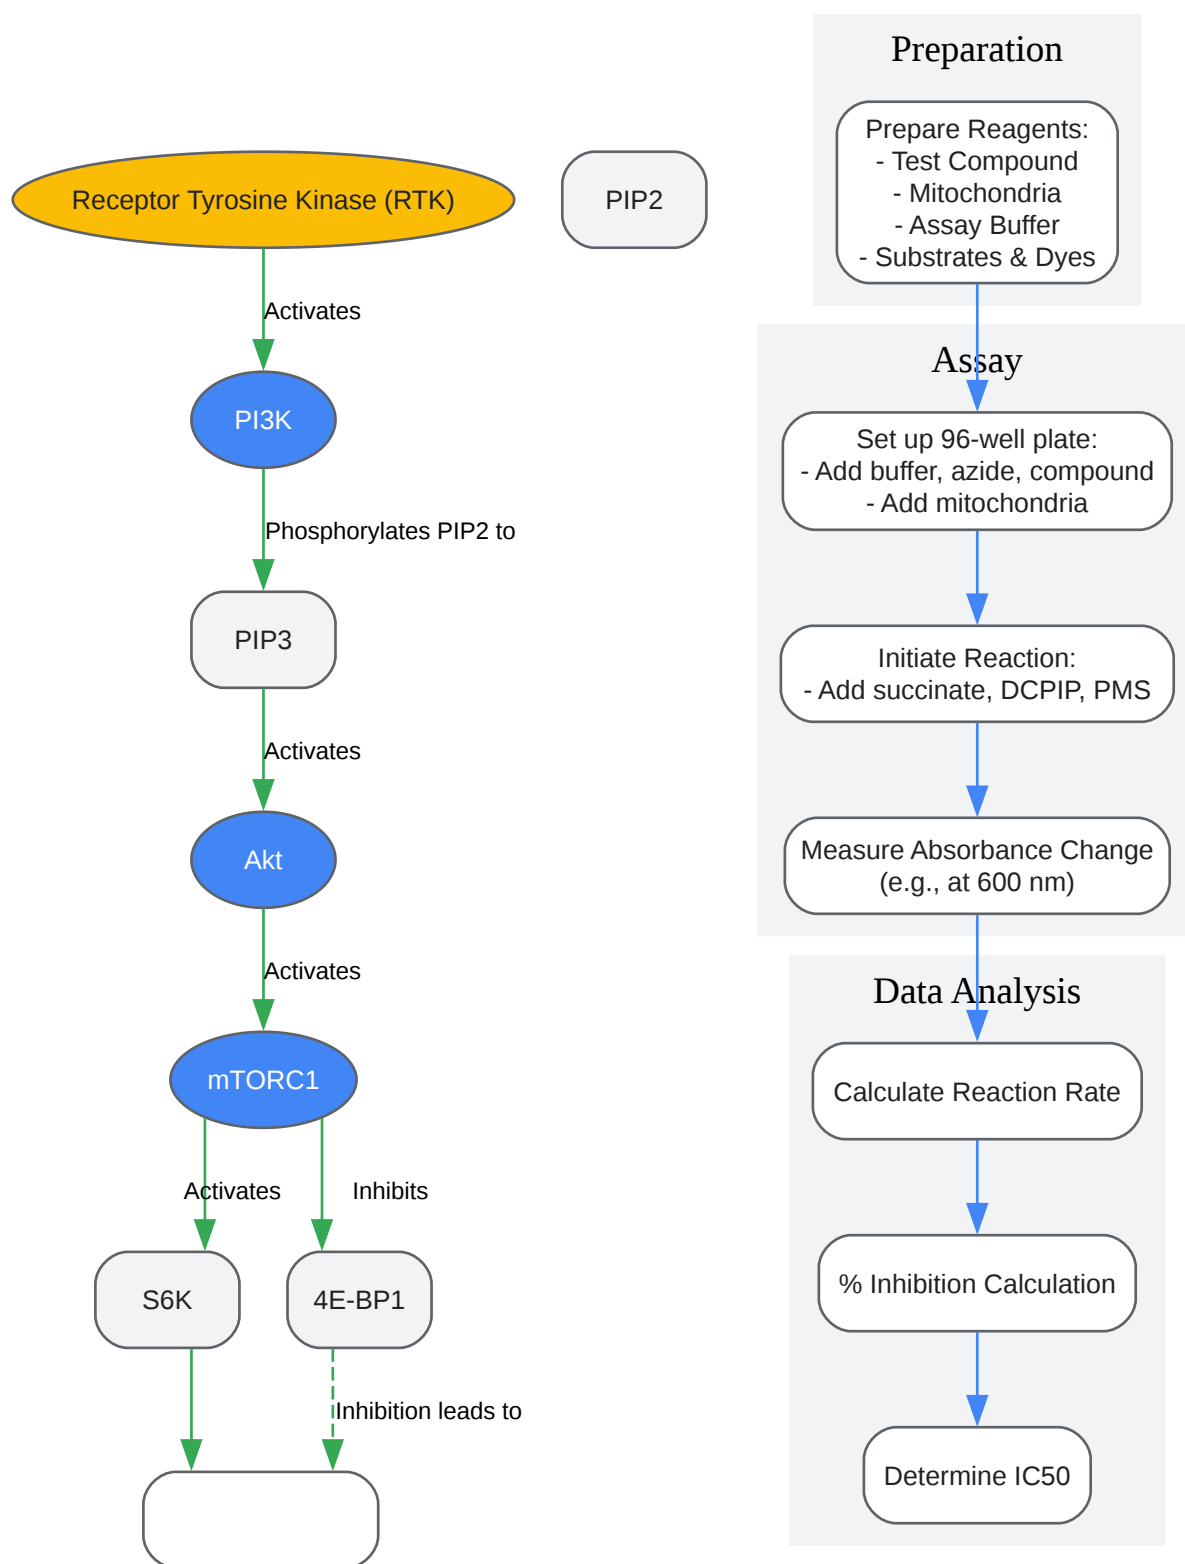 Receptor Tyrosine Kinase (RTK)
PIP2
Activates
PI3K
Phosphorylates PIP2 to
PIP3
Activates
Akt
Activates
mTORC1
Activates
Inhibits
S6K
4E-BP1
Inhibition leads to
Preparation
Prepare Reagents:
- Test Compound
- Mitochondria
- Assay Buffer
- Substrates & Dyes
Assay
Set up 96-well plate:
- Add buffer, azide, compound
- Add mitochondria
Initiate Reaction:
- Add succinate, DCPIP, PMS
Measure Absorbance Change
(e.g., at 600 nm)
Data Analysis
Calculate Reaction Rate
% Inhibition Calculation
Determine IC50